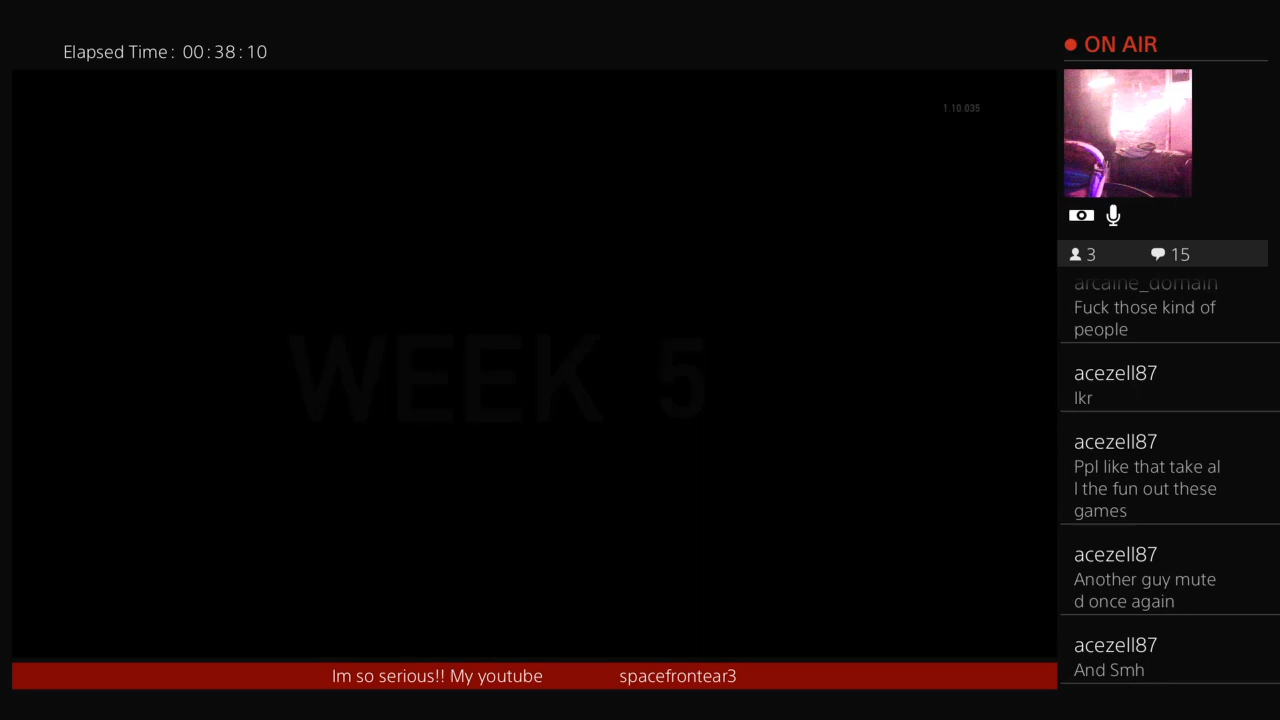 Elapsed Time: 00:38:10
ON AIR
1.10.035
3
15
arcaine_domain
Fuck those kind of
people
WEEK 5
acezell87
Ikr
acezell87
Ppl like that take al
l the fun out these
games
acezell87
Another guy mute
d once again
acezell87
And Smh
Im so serious!! My youtube spacefrontear3